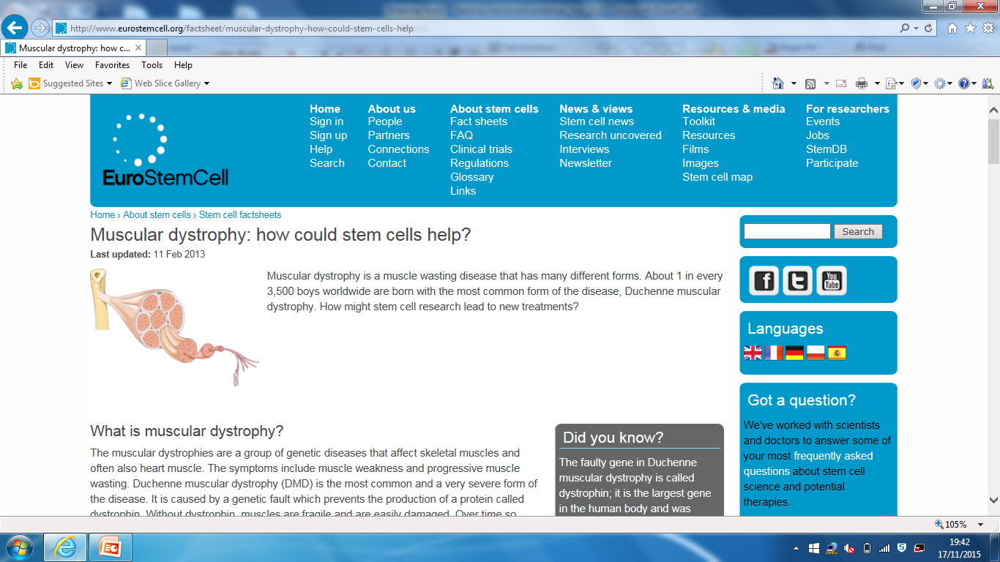 http://www.eurostemcell.org/factsheet/muscular-dystrophy-how-could-stem-cells-help
Muscular dystrophy: how c...
File Edit View Favorites Tools Help
Suggested Sites Web Slice Gallery
Home
Sign in
Sign up
Help
Search
About us
People
Partners
Connections
Contact
About stem cells
Fact sheets
FAQ
Clinical trials
Regulations
Glossary
Links
News & views
Stem cell news
Research uncovered
Interviews
Newsletter
Resources & media
Toolkit
Resources
Films
Images
Stem cell map
For researchers
Events
Jobs
StemDB
Participate
EuroStemCell
Home › About stem cells › Stem cell factsheets
Muscular dystrophy: how could stem cells help?
Last updated: 11 Feb 2013
Muscular dystrophy is a muscle wasting disease that has many different forms. About 1 in every
3,500 boys worldwide are born with the most common form of the disease, Duchenne muscular
dystrophy. How might stem cell research lead to new treatments?
What is muscular dystrophy?
The muscular dystrophies are a group of genetic diseases that affect skeletal muscles and
often also heart muscle. The symptoms include muscle weakness and progressive muscle
wasting. Duchenne muscular dystrophy (DMD) is the most common and a very severe form of
the disease. It is caused by a genetic fault which prevents the production of a protein called
dystrophin. Without dystrophin, muscles are fragile and are easily damaged. Over time so
Did you know?
The faulty gene in Duchenne
muscular dystrophy is called
dystrophin; it is the largest gene
in the human body and was
Search
You
Tube
Languages
Got a question?
We've worked with scientists
and doctors to answer some of
your most frequently asked
questions about stem cell
science and potential
therapies.
105%
19:42
17/11/2015